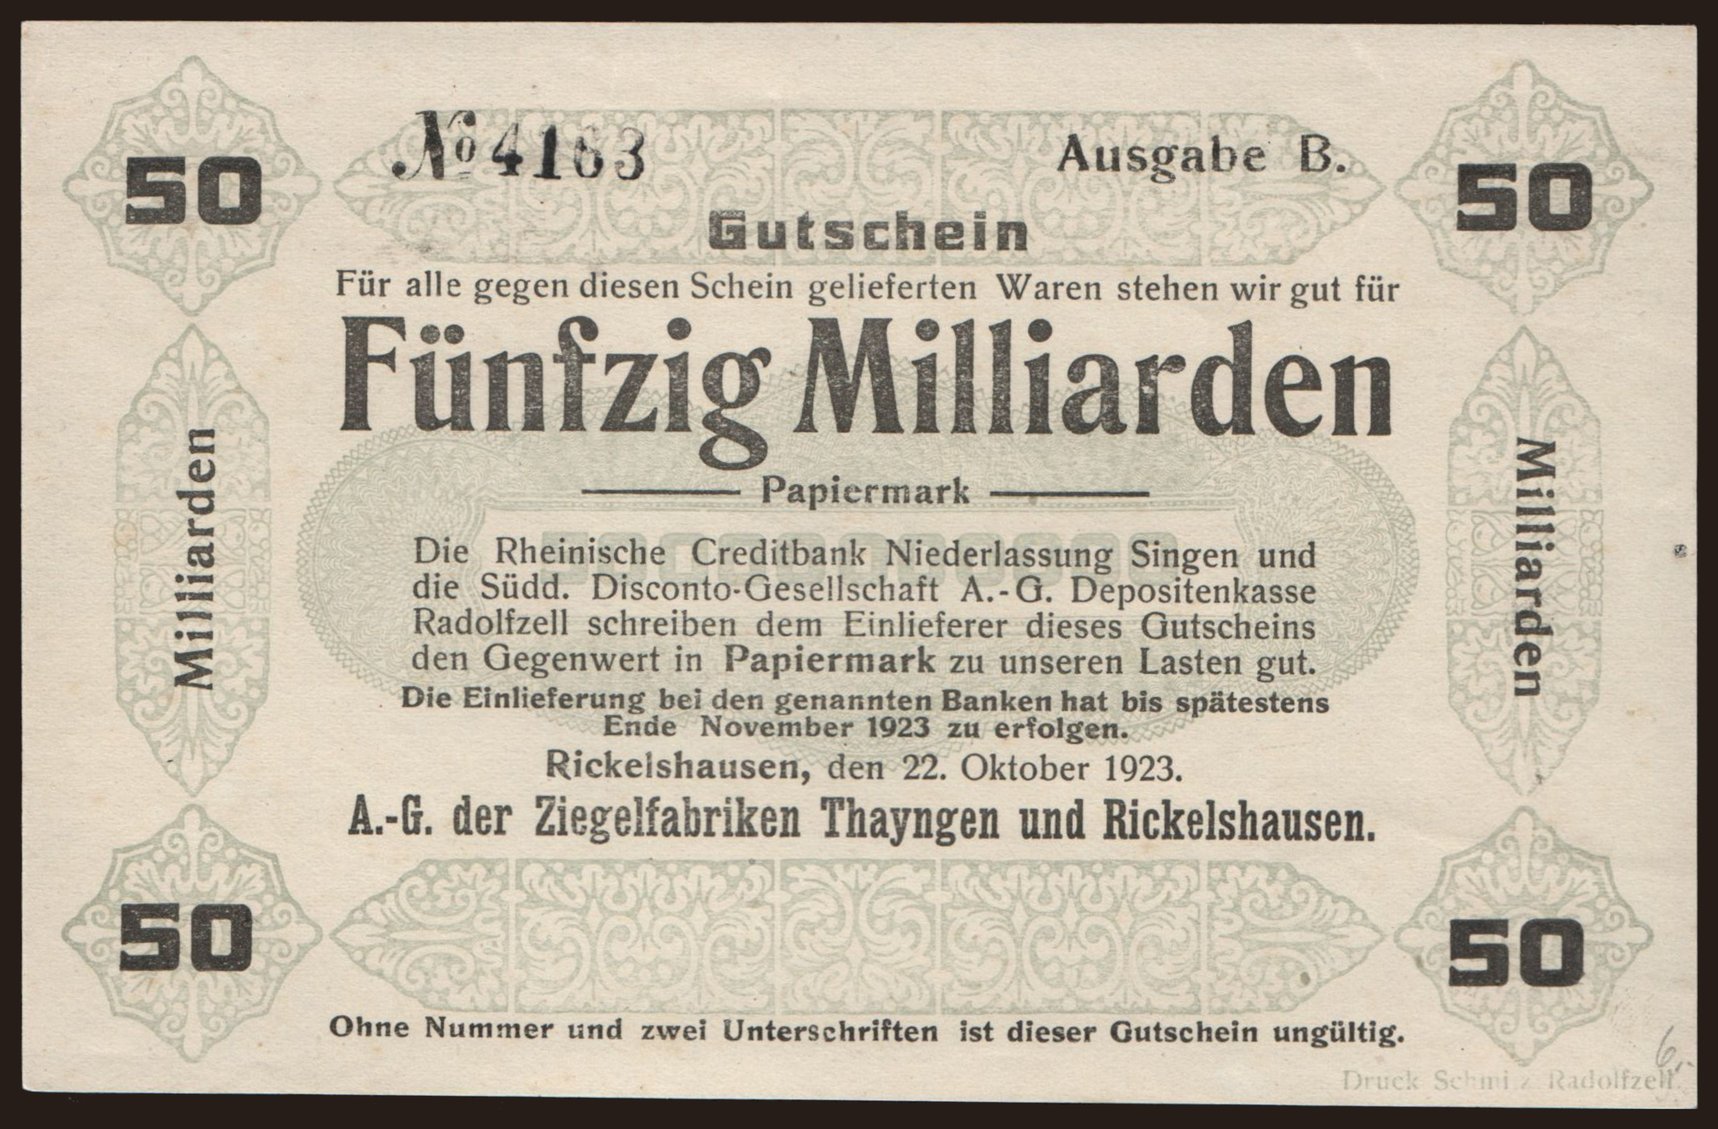 50
No 4163
Ausgabe B.
50
Gutschein
Für alle gegen diesen Schein gelieferten Waren stehen wir gut für
Fünfzig Milliarden
Papiermark
Milliarden
Milliarden
Die Rheinische Creditbank Niederlassung Singen und
die Südd. Disconto-Gesellschaft A.-G. Depositenkasse
Radolfzell schreiben dem Einlieferer dieses Gutscheins
den Gegenwert in Papiermark zu unseren Lasten gut.
Die Einlieferung bei den genannten Banken hat bis spätestens
Ende November 1923 zu erfolgen.
Rickelshausen, den 22. Oktober 1923.
A.-G. der Ziegelfabriken Thayngen und Rickelshausen.
50
50
Ohne Nummer und zwei Unterschriften ist dieser Gutschein ungültig.
6,-
Druck Radolfzell.